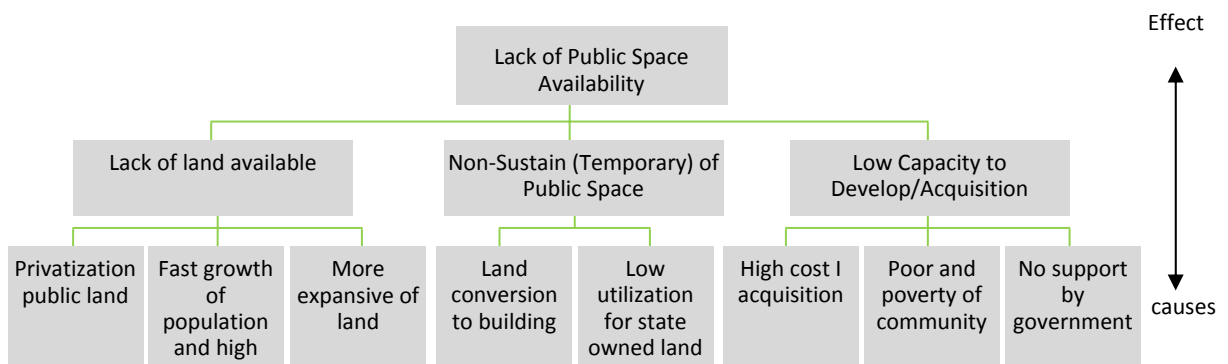 Effect
Lack of Public Space
Availability
Lack of land available
Non-Sustain (Temporary) of
Public Space
Low Capacity to
Develop/Acquisition
Privatization
public land
Fast growth
of
population
and high
More
expansive of
land
Land
conversion
to building
Low
utilization
for state
owned land
High cost I
acquisition
Poor and
poverty of
community
No support
by
government
causes